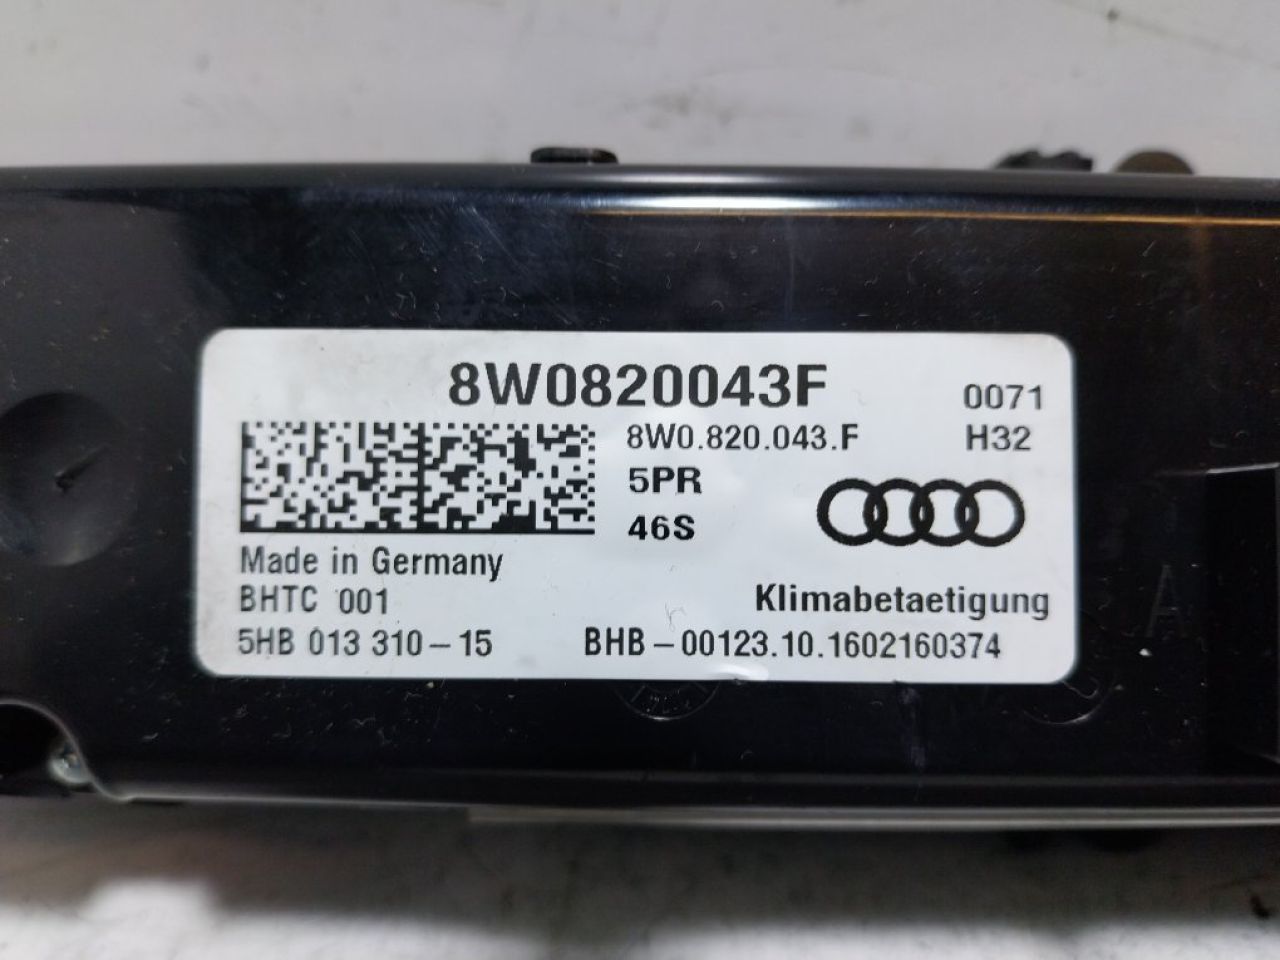 8W0820043F
0071
8W0.820.043.F
H32
5PR
46S
Made in Germany
BHTC 001
Klimabetaetigung
5HB 013 310-15
BHB-00123.10.1602160374
A